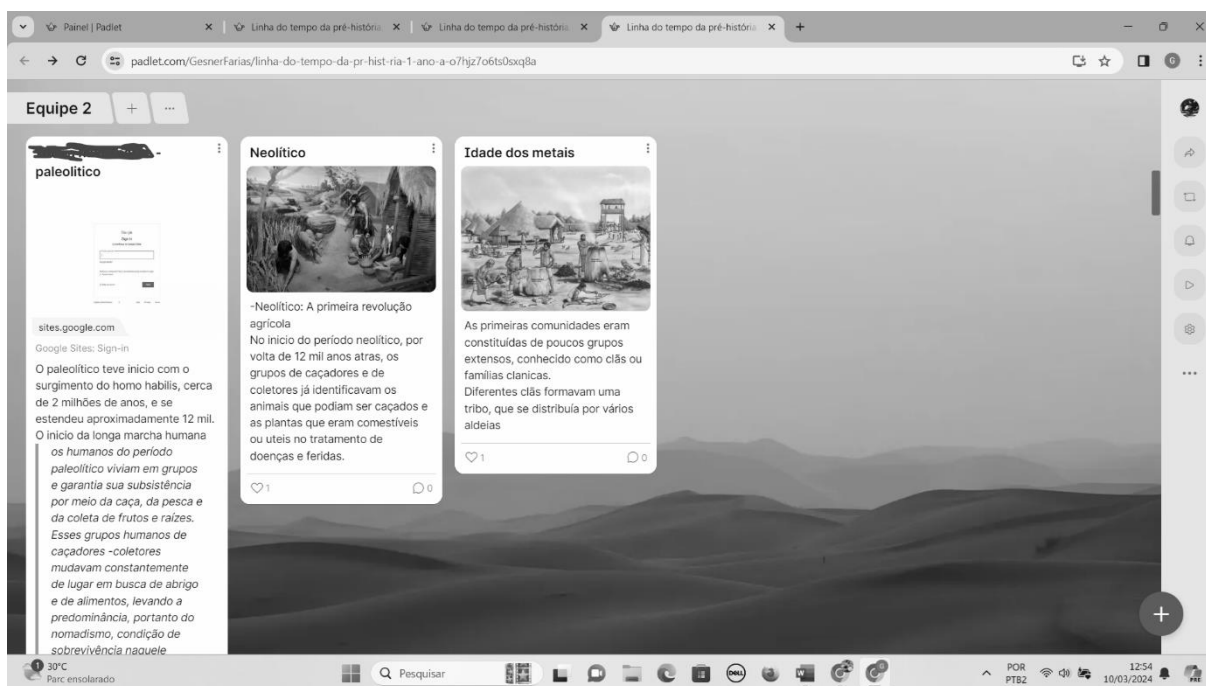 Painel | Padlet
Linha do tempo da pré-história
Linha do tempo da pré-história
Linha do tempo da pré-história
padlet.com/GesnerFarias/linha-do-tempo-da-pr-hist-ria-1-ano-a-o7hjz7o6ts0sxq8a
G
Equipe 2
-
paleolitico
Google
Sign in
sites.google.com
Google Sites: Sign-in
O paleolítico teve inicio com o
surgimento do homo habilis, cerca
de 2 milhões de anos, e se
estendeu aproximadamente 12 mil.
O inicio da longa marcha humana
os humanos do período
paleolítico viviam em grupos
e garantia sua subsistência
por meio da caça, da pesca e
da coleta de frutos e raízes.
Esses grupos humanos de
caçadores -coletores
mudavam constantemente
de lugar em busca de abrigo
e de alimentos, levando a
predominância, portanto do
nomadismo, condição de
sobrevivência naquele
Neolítico
-Neolítico: A primeira revolução
agrícola
No inicio do período neolítico, por
volta de 12 mil anos atras, os
grupos de caçadores e de
coletores já identificavam os
animais que podiam ser caçados e
as plantas que eram comestíveis
ou uteis no tratamento de
doenças e feridas.
1
0
Idade dos metais
As primeiras comunidades eram
constituídas de poucos grupos
extensos, conhecido como clãs ou
famílias clanicas.
Diferentes clãs formavam uma
tribo, que se distribuía por vários
aldeias
1
0
1
30°C
Parc ensolarado
Pesquisar
DELL
POR
PTB2
12:54
10/03/2024
PRE